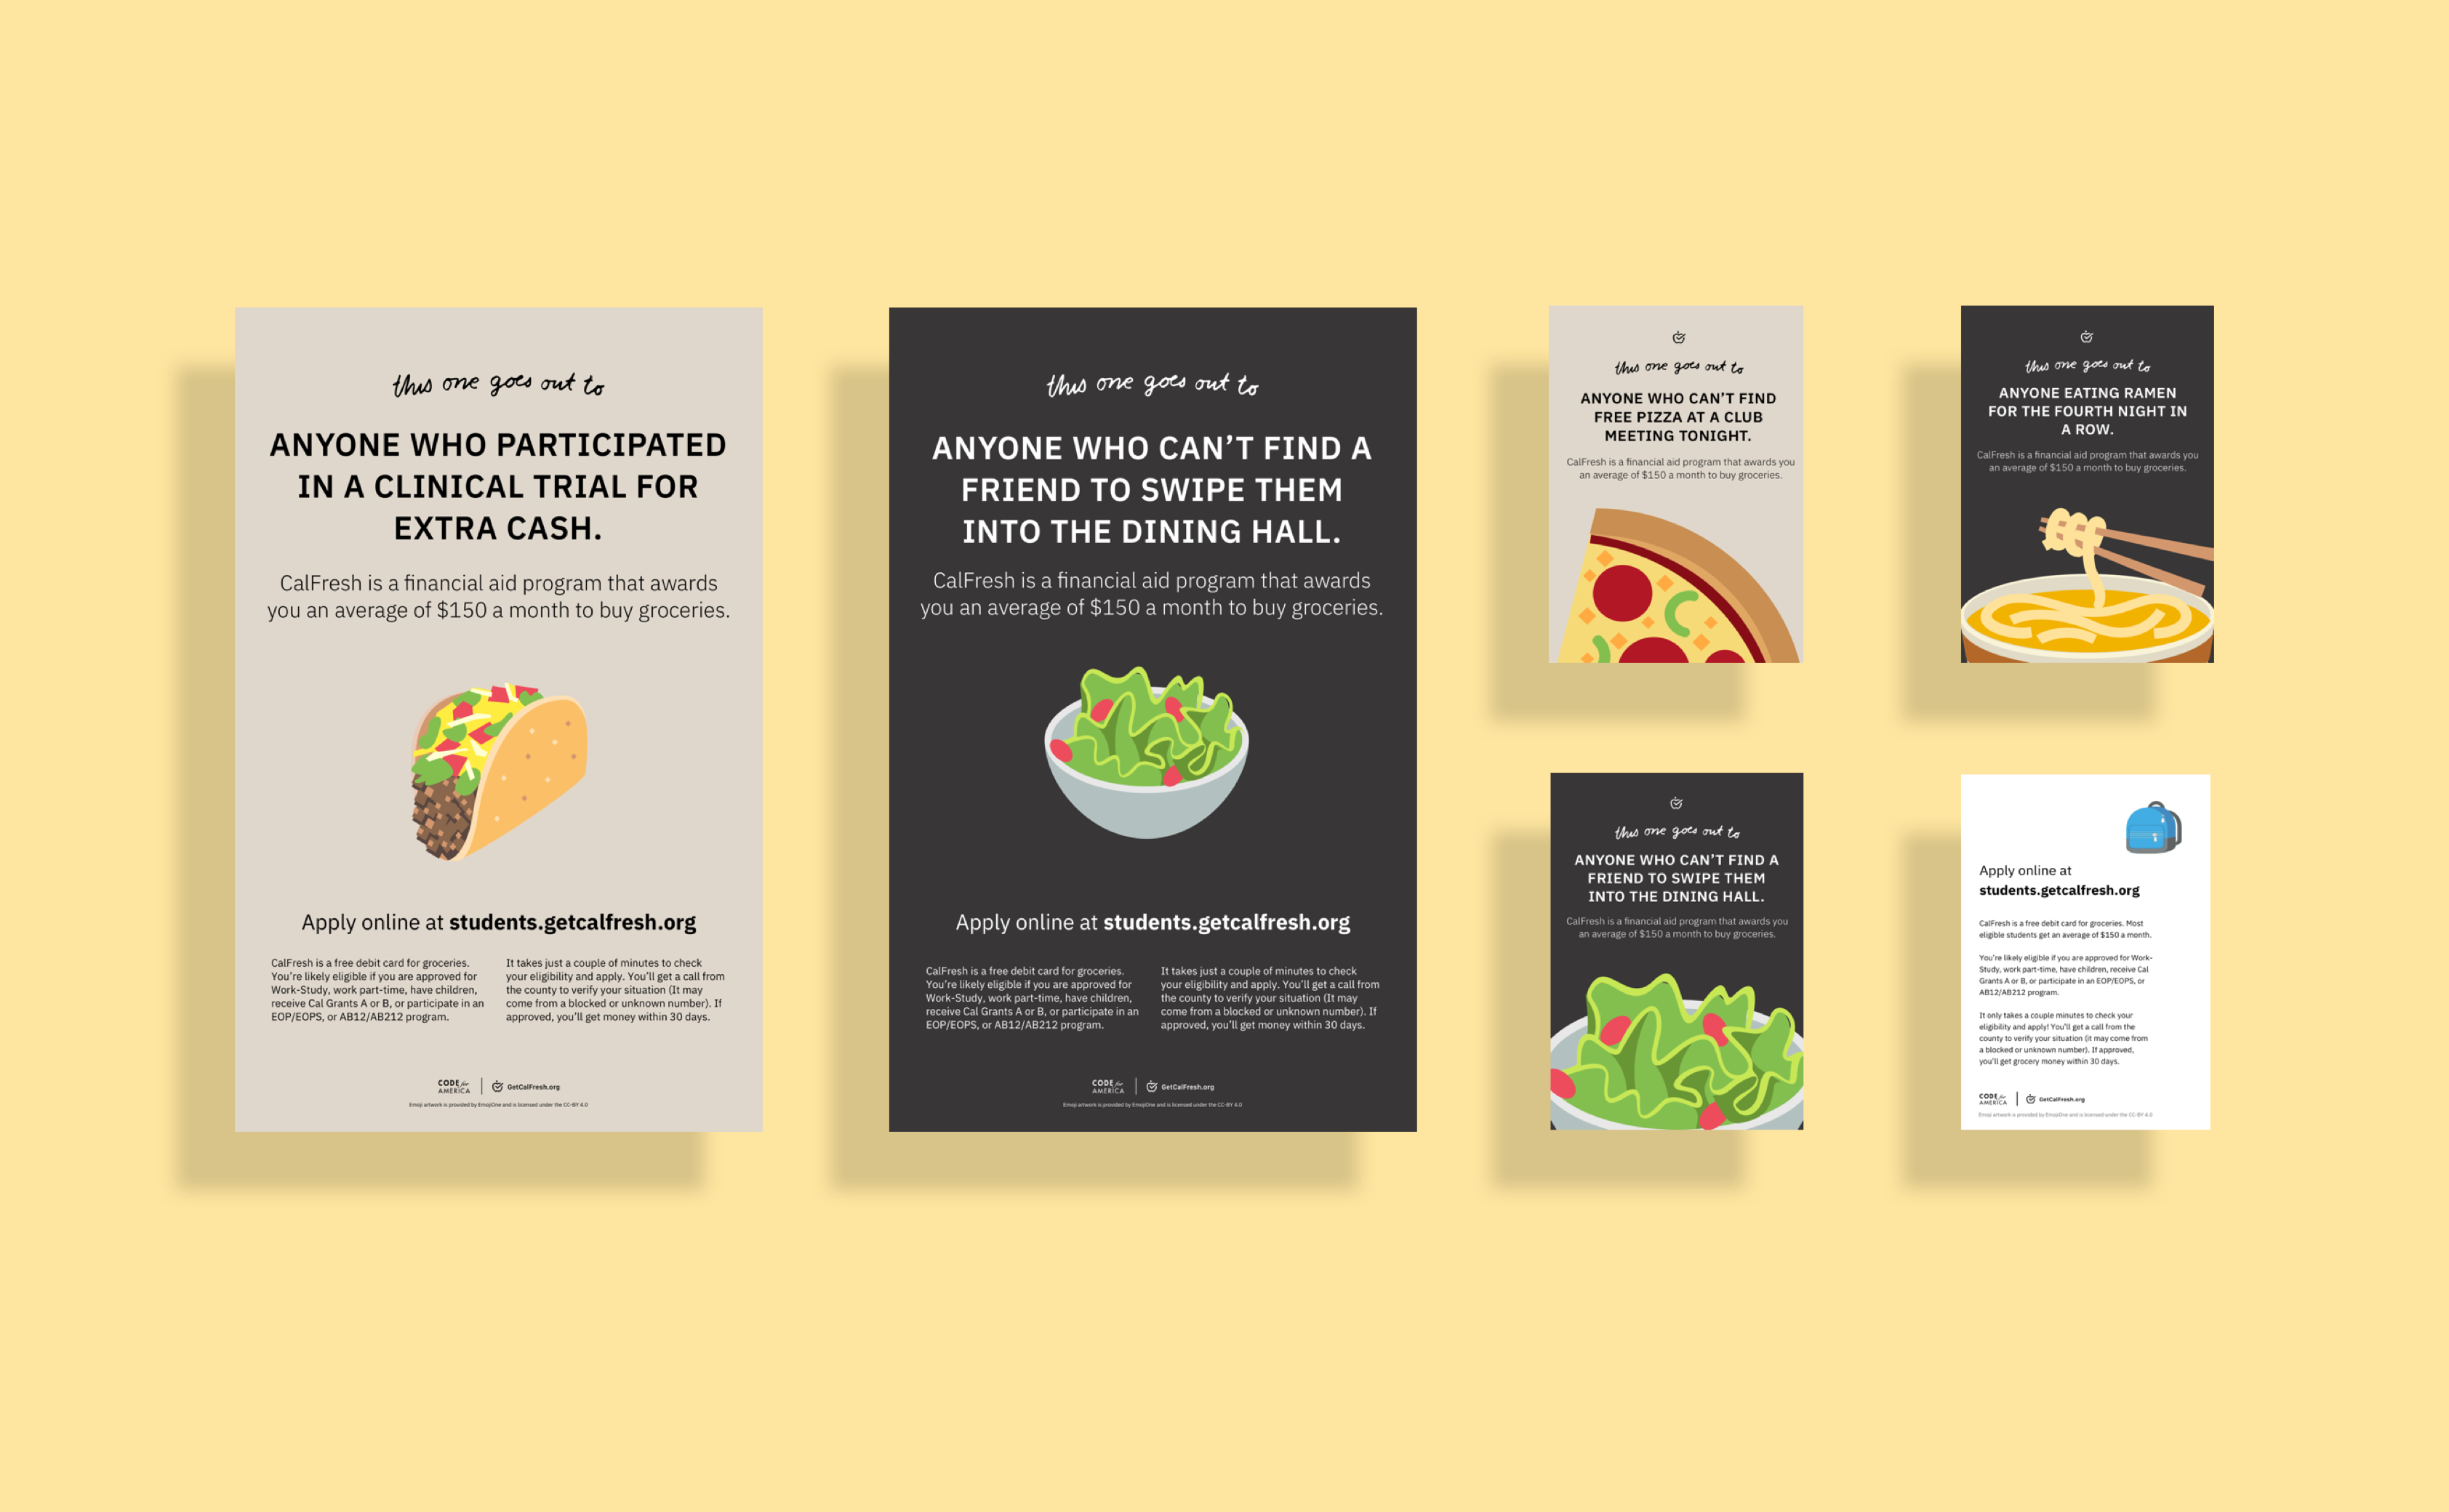 this one goes out to
ANYONE WHO PARTICIPATED
IN A CLINICAL TRIAL FOR
EXTRA CASH.
CalFresh is a financial aid program that awards
you an average of $150 a month to buy groceries.
Apply online at students.getcalfresh.org
CalFresh is a free debit card for groceries.
You're likely eligible if you are approved for
Work-Study, work part-time, have children,
receive Cal Grants A or B, or participate in an
EOP/EOPS, or AB12/AB212 program.
It takes just a couple of minutes to check
your eligibility and apply. You'll get a call from
the county to verify your situation (It may
come from a blocked or unknown number). If
approved, you'll get money within 30 days.
CODE for
AMERICA
GetCalFresh.org
Emoji artwork is provided by EmojiOne and is licensed under the CC-BY 4.0
this one goes out to
ANYONE WHO CAN'T FIND A
FRIEND TO SWIPE THEM
INTO THE DINING HALL.
CalFresh is a financial aid program that awards
you an average of $150 a month to buy groceries.
Apply online at students.getcalfresh.org
CalFresh is a free debit card for groceries.
You're likely eligible if you are approved for
Work-Study, work part-time, have children,
receive Cal Grants A or B, or participate in an
EOP/EOPS, or AB12/AB212 program.
It takes just a couple of minutes to check
your eligibility and apply. You'll get a call from
the county to verify your situation (It may
come from a blocked or unknown number). If
approved, you'll get money within 30 days.
CODE for
AMERICA
GetCalFresh.org
Emoji artwork is provided by EmojiOne and is licensed under the CC-BY 4.0
this one goes out to
ANYONE WHO CAN'T FIND
FREE PIZZA AT A CLUB
MEETING TONIGHT.
CalFresh is a financial aid program that awards you
an average of $150 a month to buy groceries.
this one goes out to
ANYONE EATING RAMEN
FOR THE FOURTH NIGHT IN
A ROW.
CalFresh is a financial aid program that awards you
an average of $150 a month to buy groceries.
this one goes out to
ANYONE WHO CAN'T FIND A
FRIEND TO SWIPE THEM
INTO THE DINING HALL.
CalFresh is a financial aid program that awards you
an average of $150 a month to buy groceries.
Apply online at
students.getcalfresh.org
CalFresh is a free debit card for groceries. Most
eligible students get an average of $150 a month.
You're likely eligible if you are approved for Work-
Study, work part-time, have children, receive Cal
Grants A or B, or participate in an EOP/EOPS, or
AB12/AB212 program.
It only takes a couple minutes to check your
eligibility and apply! You'll get a call from the
county to verify your situation (it may come from
a blocked or unknown number). If approved,
you'll get grocery money within 30 days.
CODE for
AMERICA
GetCalFresh.org
Emoji artwork is provided by EmojiOne and is licensed under the CC-BY 4.0